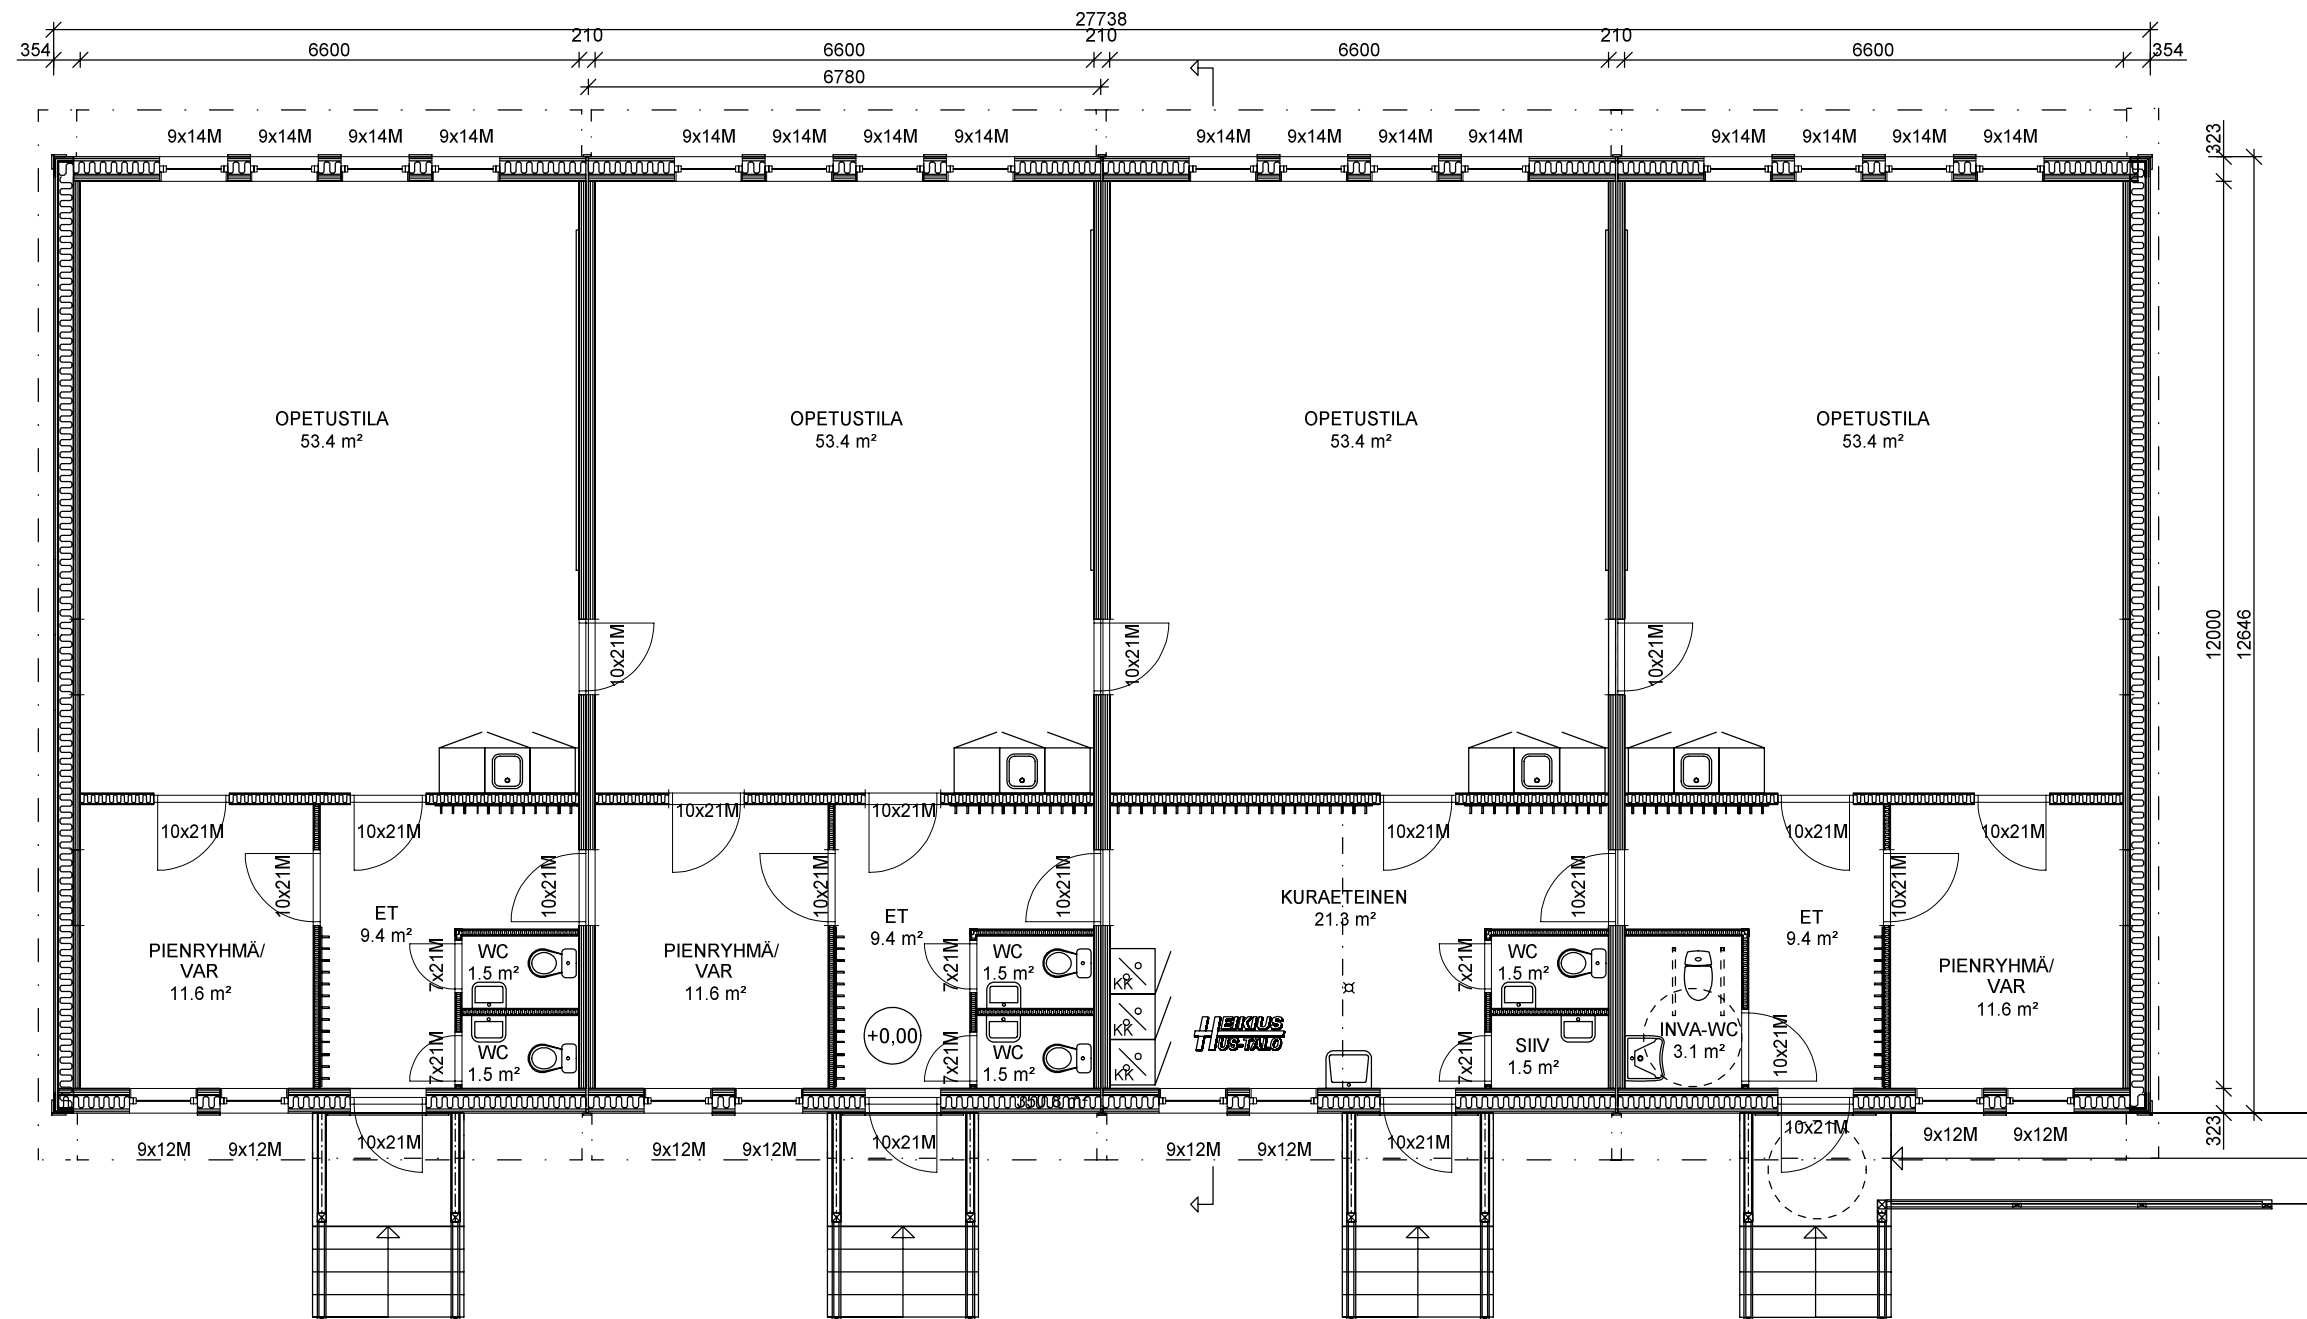 27738
354 6600 210 6600 210 6600 210 6600 354
6780
9x14M 9x14M 9x14M 9x14M 9x14M 9x14M 9x14M 9x14M 9x14M 9x14M 9x14M 9x14M 9x14M 9x14M 9x14M 9x14M
323
OPETUSTILA OPETUSTILA OPETUSTILA OPETUSTILA
53.4 m² 53.4 m² 53.4 m² 53.4 m²
10x21M 10x21M 10x21M
12000 12646
10x21M 10x21M 10x21M 10x21M 10x21M 10x21M 10x21M
10x21M 10x21M 10x21M 10x21M 10x21M 10x21M
ET ET KURAETEINEN ET
9.4 m² 9.4 m² 21.3 m² 9.4 m²
PIENRYHMÄ/ PIENRYHMÄ/ PIENRYHMÄ/
VAR VAR VAR
11.6 m² 11.6 m² 11.6 m²
7x21M 7x21M 7x21M
WC WC WC
1.5 m² 1.5 m² 1.5 m²
KK
KK
KK
HEIKIUS
HUS-TALO
+0,00
INVA-WC
3.1 m²
10x21M
7x21M 7x21M 7x21M
WC WC SIIV
1.5 m² 1.5 m² 1.5 m²
350.8 m²
323
10x21M 10x21M 10x21M 10x21M
9x12M 9x12M 9x12M 9x12M 9x12M 9x12M 9x12M 9x12M